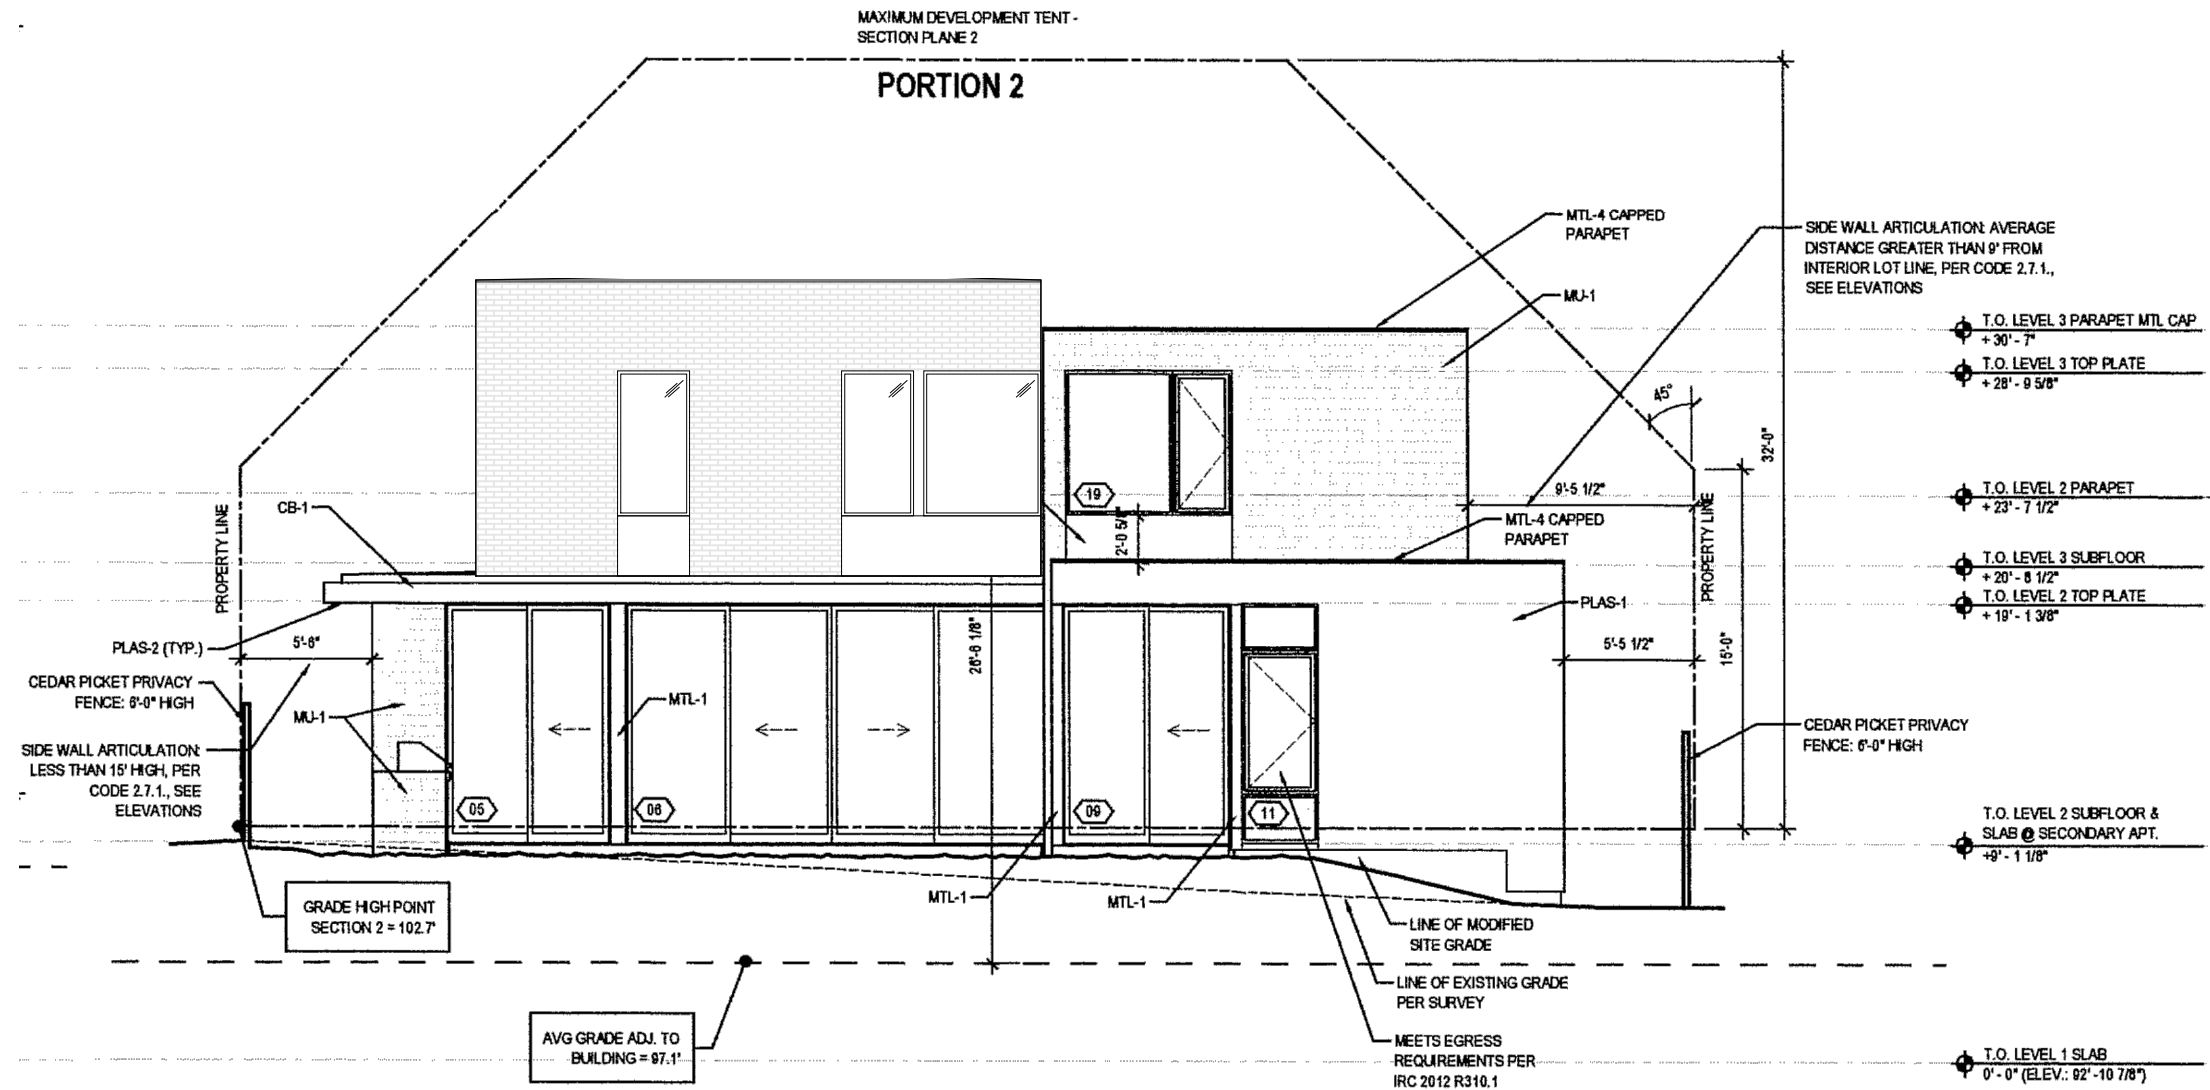 MAXIMUM DEVELOPMENT TENT -
SECTION PLANE 2
PORTION 2
MTL-4 CAPPED
PARAPET
SIDE WALL ARTICULATION: AVERAGE
DISTANCE GREATER THAN 9' FROM
INTERIOR LOT LINE, PER CODE 2.7.1.,
SEE ELEVATIONS
MU-1
T.O. LEVEL 3 PARAPET MTL CAP
+ 30' - 7"
T.O. LEVEL 3 TOP PLATE
+ 28' - 9 5/8"
45°
32'-0"
CB-1
19
9'-5 1/2"
T.O. LEVEL 2 PARAPET
+ 23' - 7 1/2"
PROPERTY LINE
2'-0 5/8"
MTL-4 CAPPED
PARAPET
PROPERTY LINE
T.O. LEVEL 3 SUBFLOOR
+ 20' - 8 1/2"
T.O. LEVEL 2 TOP PLATE
+ 19' - 1 3/8"
PLAS-1
PLAS-2 (TYP.)
5'-6"
26'-6 1/8"
5'-5 1/2"
15'-0"
CEDAR PICKET PRIVACY
FENCE: 6'-0" HIGH
MU-1
MTL-1
CEDAR PICKET PRIVACY
FENCE: 6'-0" HIGH
SIDE WALL ARTICULATION:
LESS THAN 15' HIGH, PER
CODE 2.7.1., SEE
ELEVATIONS
05
06
09
11
T.O. LEVEL 2 SUBFLOOR &
SLAB @ SECONDARY APT.
+9' - 1 1/8"
GRADE HIGH POINT
SECTION 2 = 102.7'
MTL-1
MTL-1
LINE OF MODIFIED
SITE GRADE
LINE OF EXISTING GRADE
PER SURVEY
AVG GRADE ADJ. TO
BUILDING = 97.1'
MEETS EGRESS
REQUIREMENTS PER
IRC 2012 R310.1
T.O. LEVEL 1 SLAB
0' - 0" (ELEV.: 92' -10 7/8")